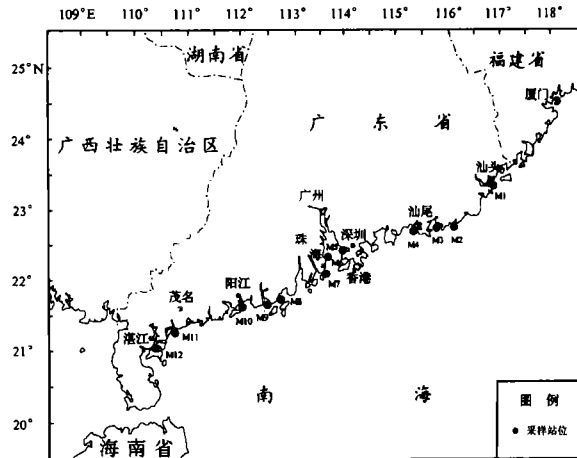 109° 110° 111° 112° 113° 114° 115° 116° 117° 118°
25°N
湖南省
福建省
厦门
24°
广西壮族自治区
广东省
汕头
M1
23°
广州
汕尾
M4
M3
M2
深圳
珠海
M5
M6
香港
22°
阳江
M7
茂名
M8
M9
M10
湛江
M11
21°
M12
南海
图例
采样站位
20°
海南省